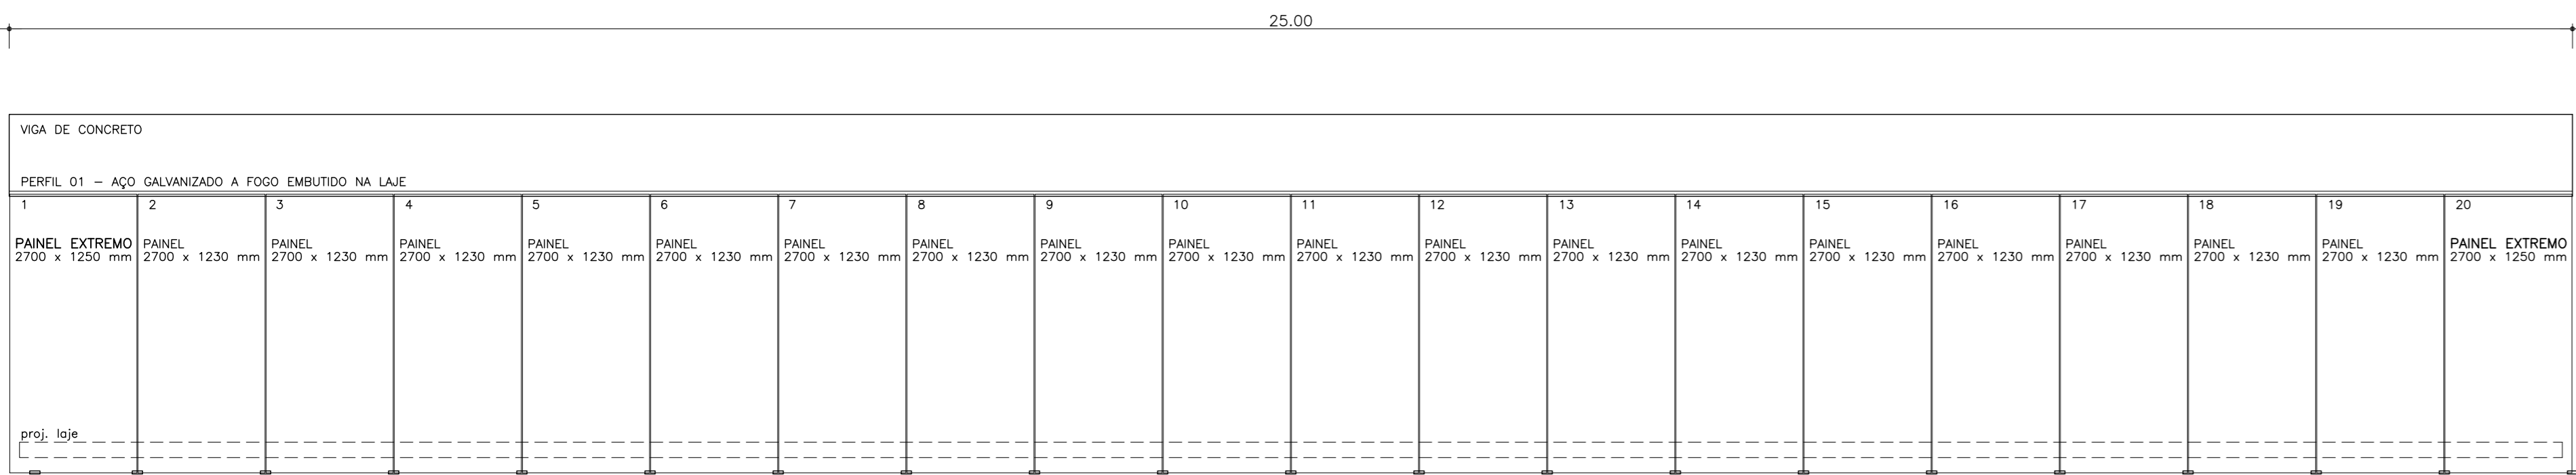 25.00
VIGA DE CONCRETO
PERFIL 01 - AÇO GALVANIZADO A FOGO EMBUTIDO NA LAJE
1
PAINEL EXTREMO
2700 x 1250 mm
2
PAINEL
2700 x 1230 mm
3
PAINEL
2700 x 1230 mm
4
PAINEL
2700 x 1230 mm
5
PAINEL
2700 x 1230 mm
6
PAINEL
2700 x 1230 mm
7
PAINEL
2700 x 1230 mm
8
PAINEL
2700 x 1230 mm
9
PAINEL
2700 x 1230 mm
10
PAINEL
2700 x 1230 mm
11
PAINEL
2700 x 1230 mm
12
PAINEL
2700 x 1230 mm
13
PAINEL
2700 x 1230 mm
14
PAINEL
2700 x 1230 mm
15
PAINEL
2700 x 1230 mm
16
PAINEL
2700 x 1230 mm
17
PAINEL
2700 x 1230 mm
18
PAINEL
2700 x 1230 mm
19
PAINEL
2700 x 1230 mm
20
PAINEL EXTREMO
2700 x 1250 mm
proj. laje